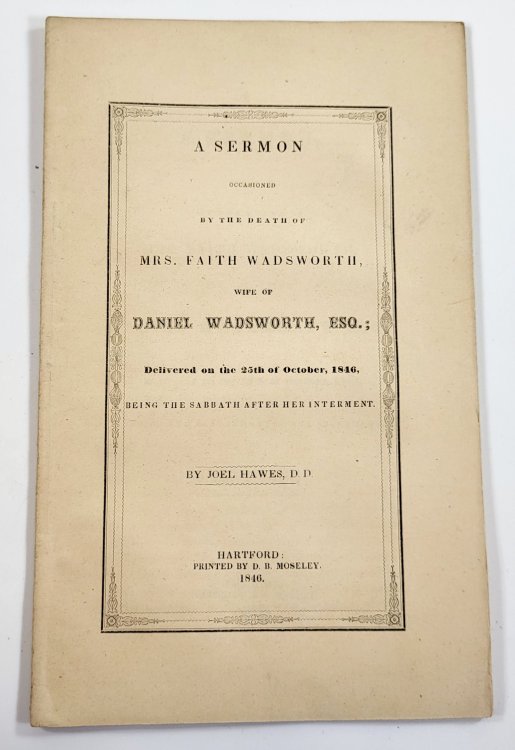 A SERMON
OCCASIONED
BY THE DEATH OF
MRS. FAITH WADSWORTH,
WIFE OF
DANIEL WADSWORTH, ESQ.;
Delivered on the 25th of October, 1846,
BEING THE SABBATH AFTER HER INTERMENT.
BY JOEL HAWES, D.D.
HARTFORD:
PRINTED BY D. B. MOSELEY.
1846.